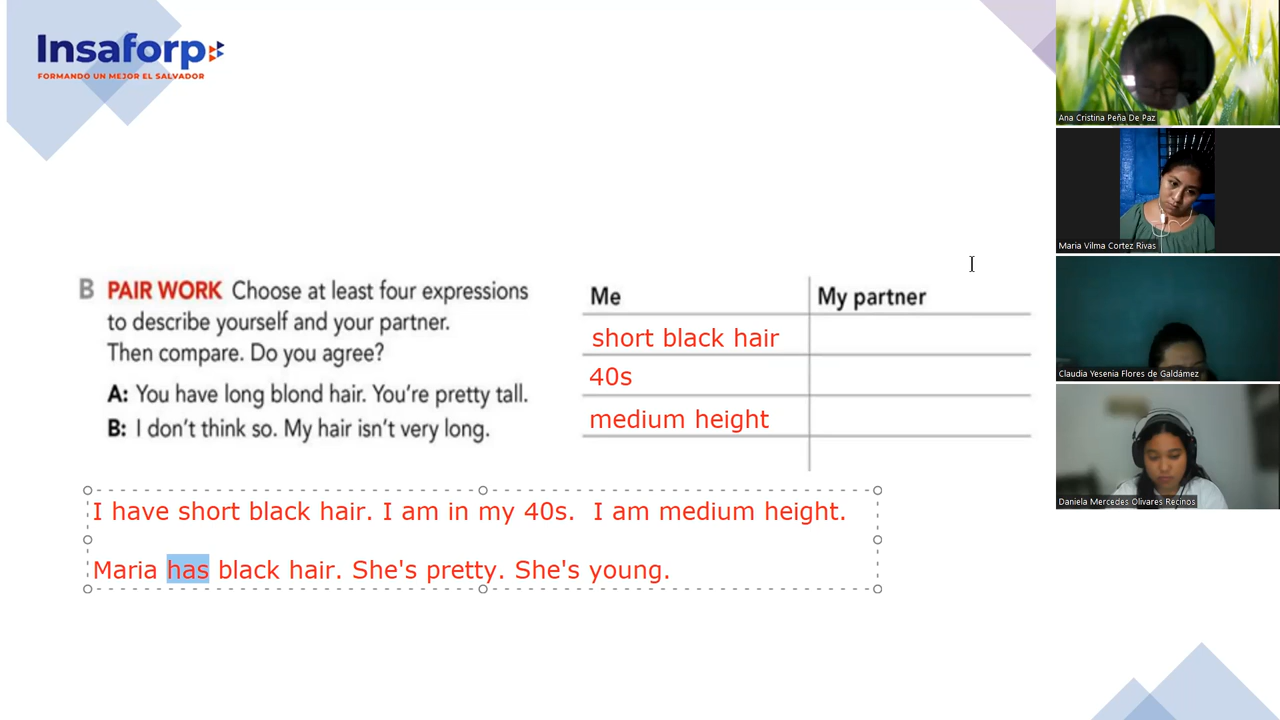 Insaforp
FORMANDO UN MEJOR EL SALVADOR
B PAIR WORK Choose at least four expressions
to describe yourself and your partner.
Then compare. Do you agree?
A: You have long blond hair. You're pretty tall.
B: I don't think so. My hair isn't very long.
Me My partner
short black hair
40s
medium height
I have short black hair. I am in my 40s. I am medium height.
Maria has black hair. She's pretty. She's young.
Ana Cristina Peña De Paz
Maria Vilma Cortez Rivas
Claudia Yesenia Flores de Galdámez
Daniela Mercedes Olivares Recinos